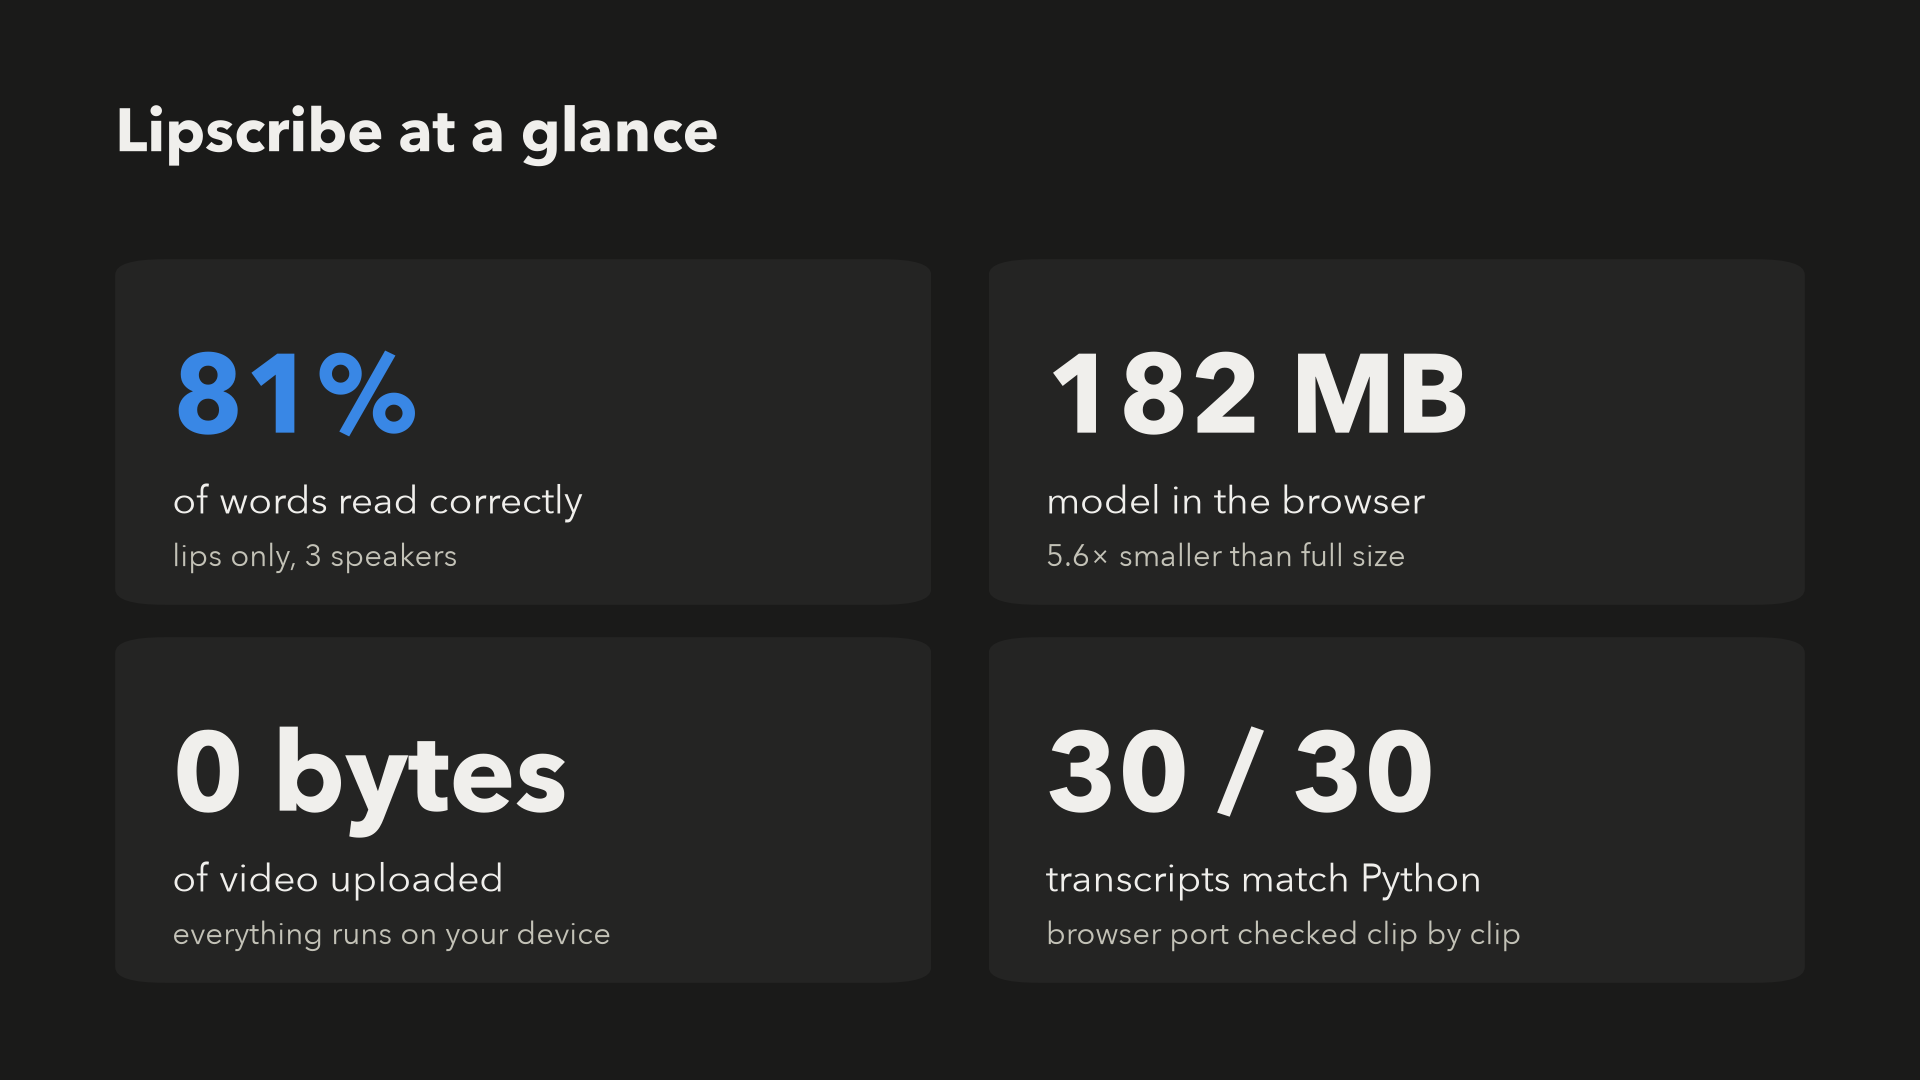 Lipscribe at a glance
81%
of words read correctly
lips only, 3 speakers
182 MB
model in the browser
5.6× smaller than full size
0 bytes
of video uploaded
everything runs on your device
30 / 30
transcripts match Python
browser port checked clip by clip